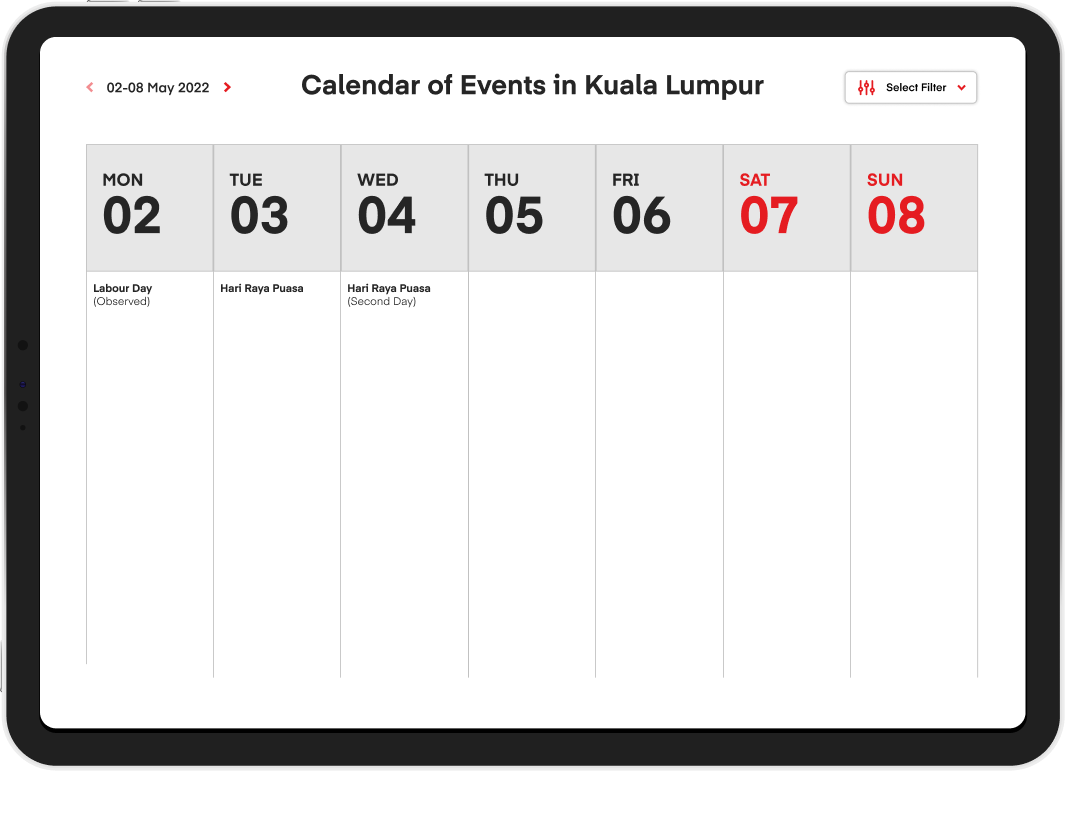 02-08 May 2022
Calendar of Events in Kuala Lumpur
Select Filter
MON
02
TUE
03
WED
04
THU
05
FRI
06
SAT
07
SUN
08
Labour Day
(Observed)
Hari Raya Puasa
Hari Raya Puasa
(Second Day)